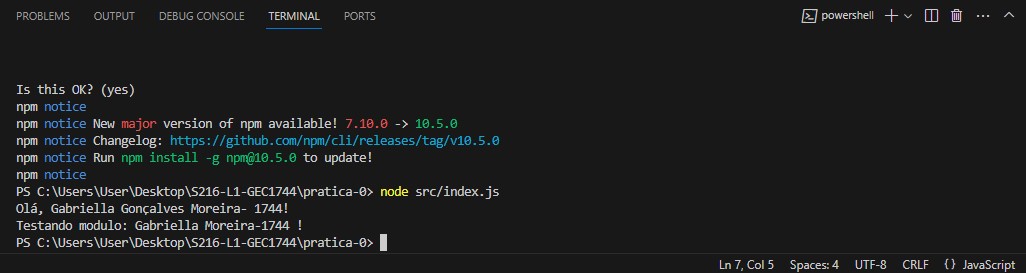 PROBLEMS OUTPUT DEBUG CONSOLE TERMINAL PORTS powershell
Is this OK? (yes)
npm notice
npm notice New major version of npm available! 7.10.0 -> 10.5.0
npm notice Changelog: https://github.com/npm/cli/releases/tag/v10.5.0
npm notice Run npm install -g npm@10.5.0 to update!
npm notice
PS C:\Users\User\Desktop\S216-L1-GEC1744\pratica-0> node src/index.js
Olá, Gabriella Gonçalves Moreira- 1744!
Testando modulo: Gabriella Moreira-1744 !
PS C:\Users\User\Desktop\S216-L1-GEC1744\pratica-0>
Ln 7, Col 5 Spaces: 4 UTF-8 CRLF {} JavaScript